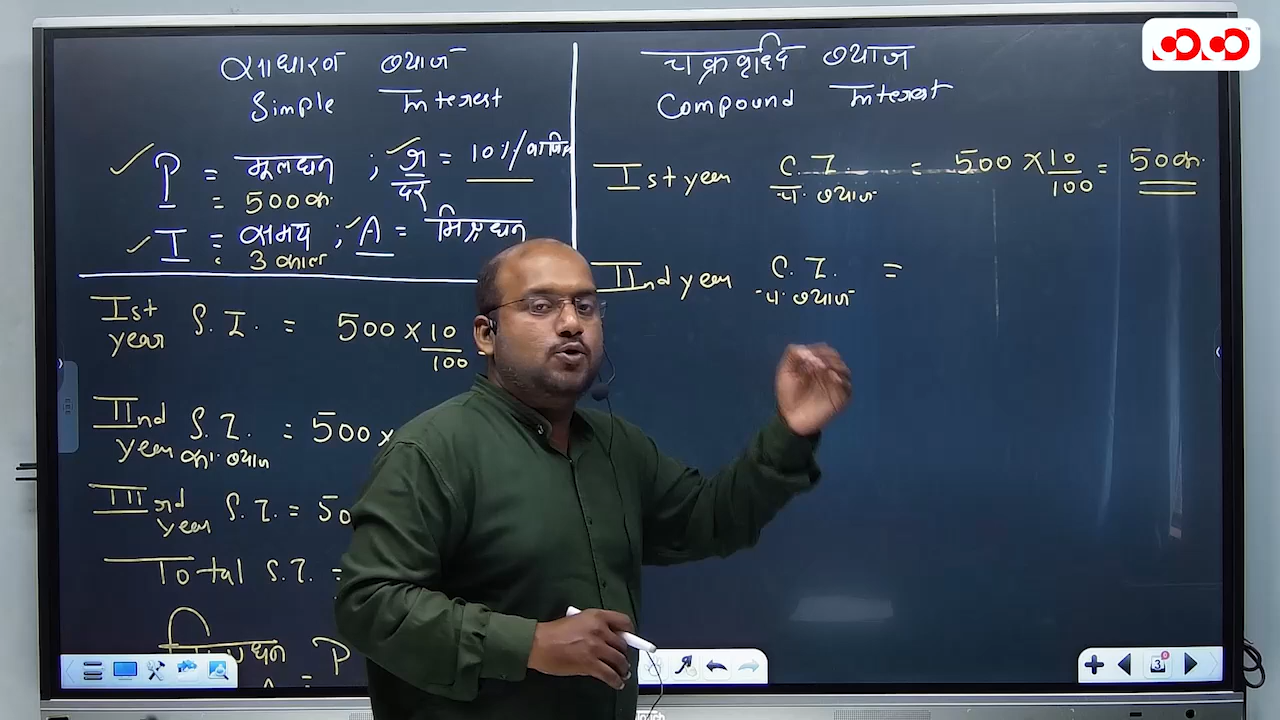 साधारण ब्याज
Simple Interest
P = मूलधन ; र = 10%/वार्षिक
= 500रु. दर
I = समय ; A = मिश्रधन
= 3 साल
Ist year S.I. = 500 × 10/100
IInd year का ब्याज S.I. = 500 ×
IIIrd year S.I. = 50
Total S.I. =
P
चक्रवृद्धि ब्याज
Compound Interest
Ist year C.I. = 500 × 10/100 = 50रु.
च. ब्याज
IInd year C.I. =
च. ब्याज
3